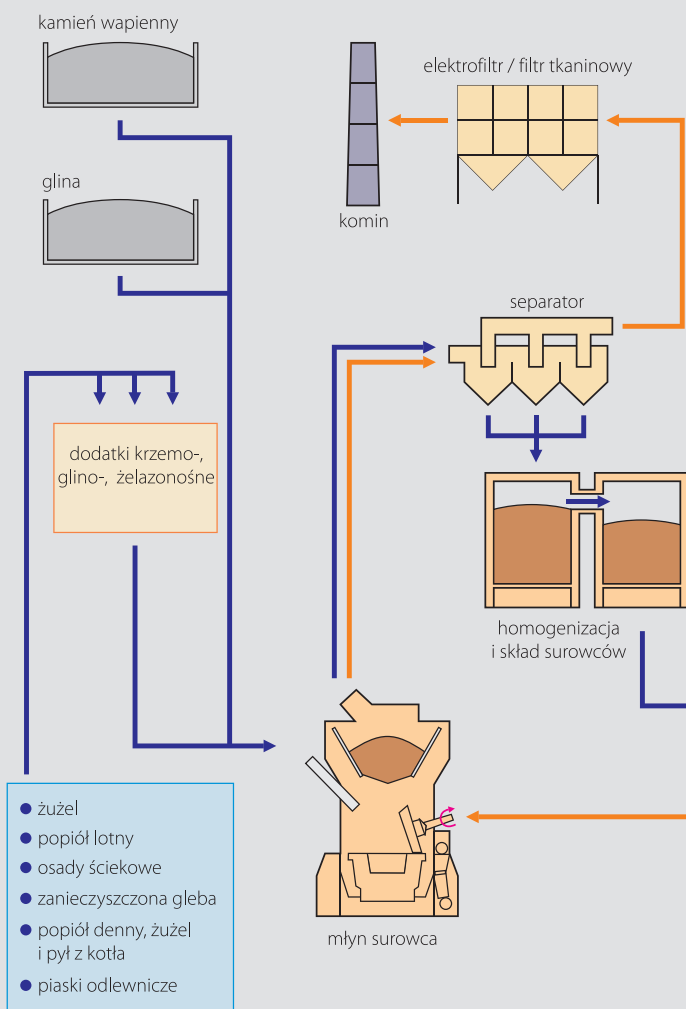 kamień wapienny
elektrofiltr / filtr tkaninowy
glina
komin
separator
dodatki krzemo-,
glino-, żelazonośne
homogenizacja
i skład surowców
● żużel
● popiół lotny
● osady ściekowe
● zanieczyszczona gleba
● popiół denny, żużel
i pył z kotła
● piaski odlewnicze
młyn surowca